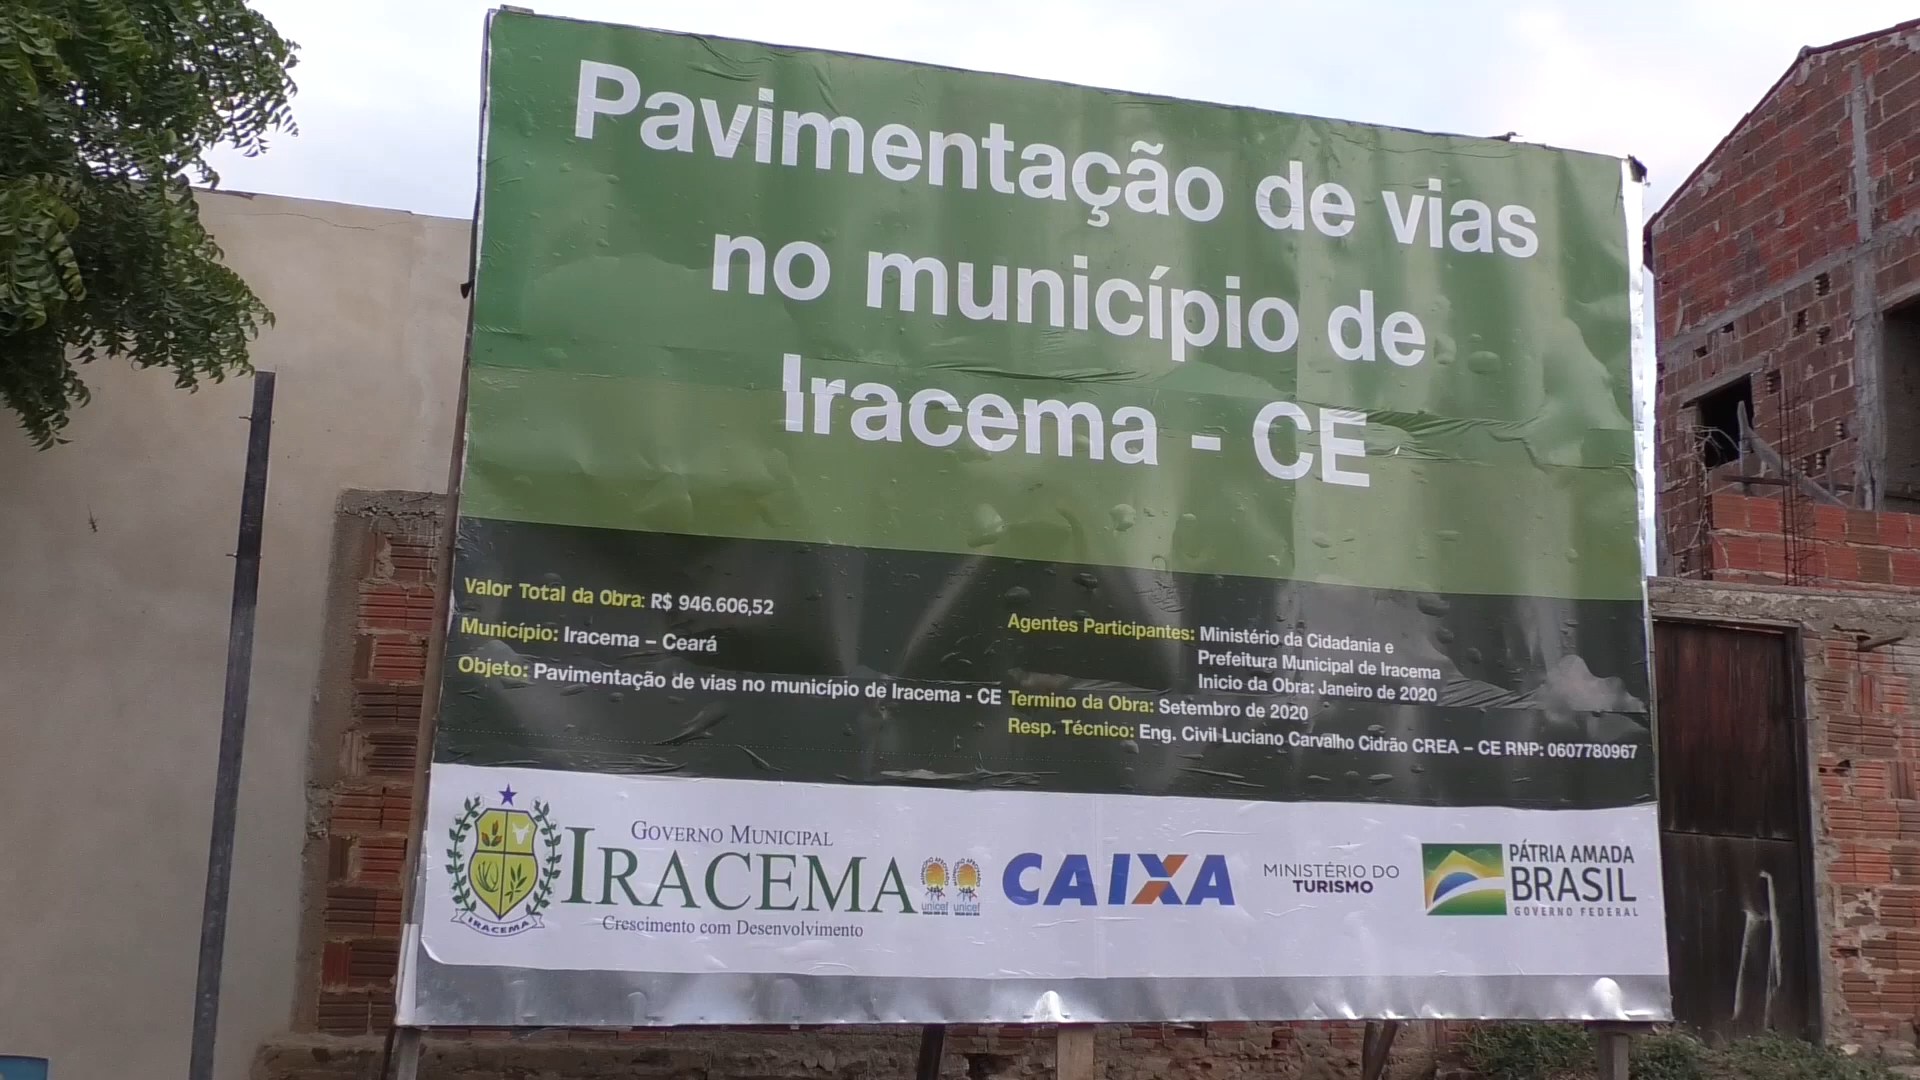 Pavimentação de vias
no município de
Iracema - CE
Valor Total da Obra: R$ 946.606,52
Município: Iracema – Ceará
Objeto: Pavimentação de vias no município de Iracema - CE
Agentes Participantes: Ministério da Cidadania e
Prefeitura Municipal de Iracema
Inicio da Obra: Janeiro de 2020
Termino da Obra: Setembro de 2020
Resp. Técnico: Eng. Civil Luciano Carvalho Cidrão CREA – CE RNP: 0607780967
IRACEMA
GOVERNO MUNICIPAL
IRACEMA
Crescimento com Desenvolvimento
unicef
unicef
CAIXA
MINISTÉRIO DO
TURISMO
PÁTRIA AMADA
BRASIL
GOVERNO FEDERAL